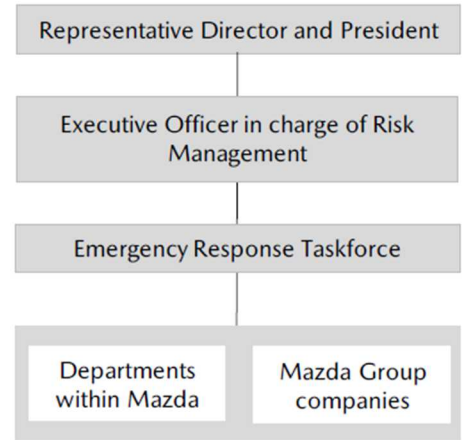 Representative Director and President
Executive Officer in charge of Risk
Management
Emergency Response Taskforce
Departments
within Mazda
Mazda Group
companies